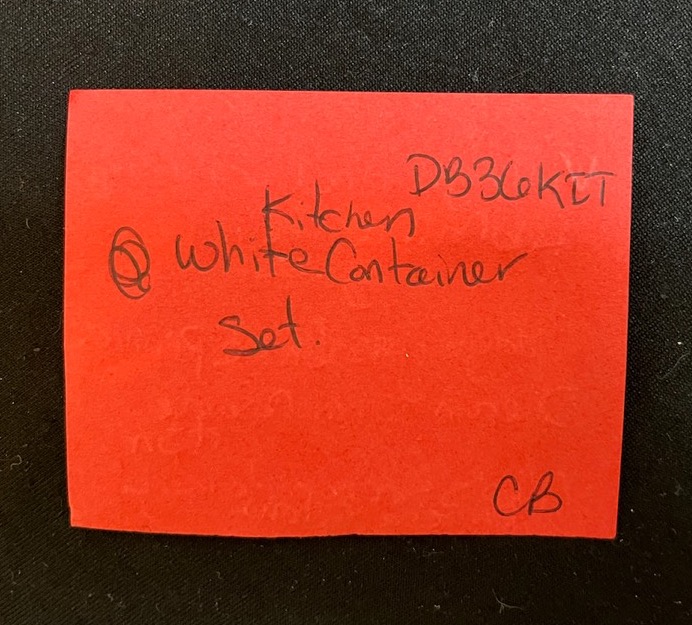 DB36KIT
Kitchen
White Container
Set.
CB